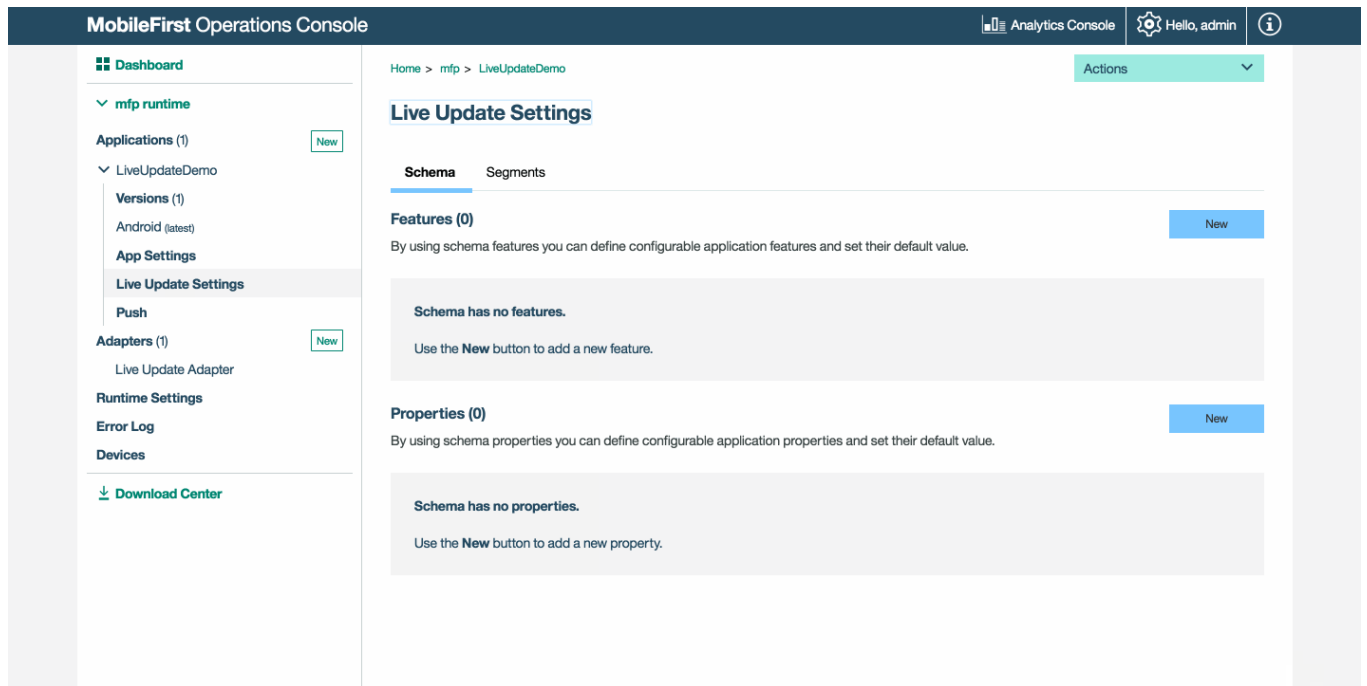 MobileFirst Operations Console
Analytics Console
Hello, admin
Dashboard
mfp runtime
Applications (1)
New
LiveUpdateDemo
Versions (1)
Android (latest)
App Settings
Live Update Settings
Push
Adapters (1)
New
Live Update Adapter
Runtime Settings
Error Log
Devices
Download Center
Home > mfp > LiveUpdateDemo
Actions
Live Update Settings
Schema
Segments
Features (0)
New
By using schema features you can define configurable application features and set their default value.
Schema has no features.
Use the New button to add a new feature.
Properties (0)
New
By using schema properties you can define configurable application properties and set their default value.
Schema has no properties.
Use the New button to add a new property.